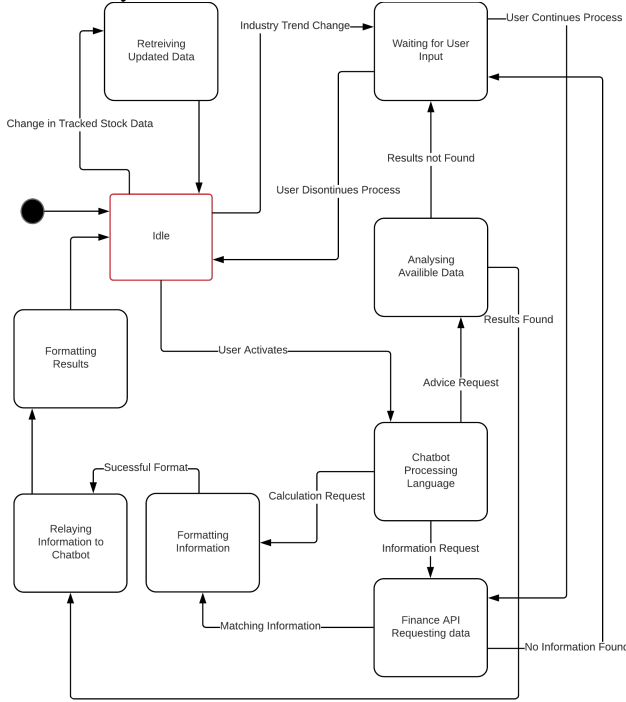 Retreiving
Updated Data
Industry Trend Change
Waiting for User
Input
User Continues Process
Change in Tracked Stock Data
Results not Found
User Disontinues Process
Idle
Analysing
Availible Data
Results Found
Formatting
Results
User Activates
Advice Request
Chatbot
Processing
Language
Sucessful Format
Calculation Request
Relaying
Information to
Chatbot
Formatting
Information
Information Request
Matching Information
Finance API
Requesting data
No Information Found